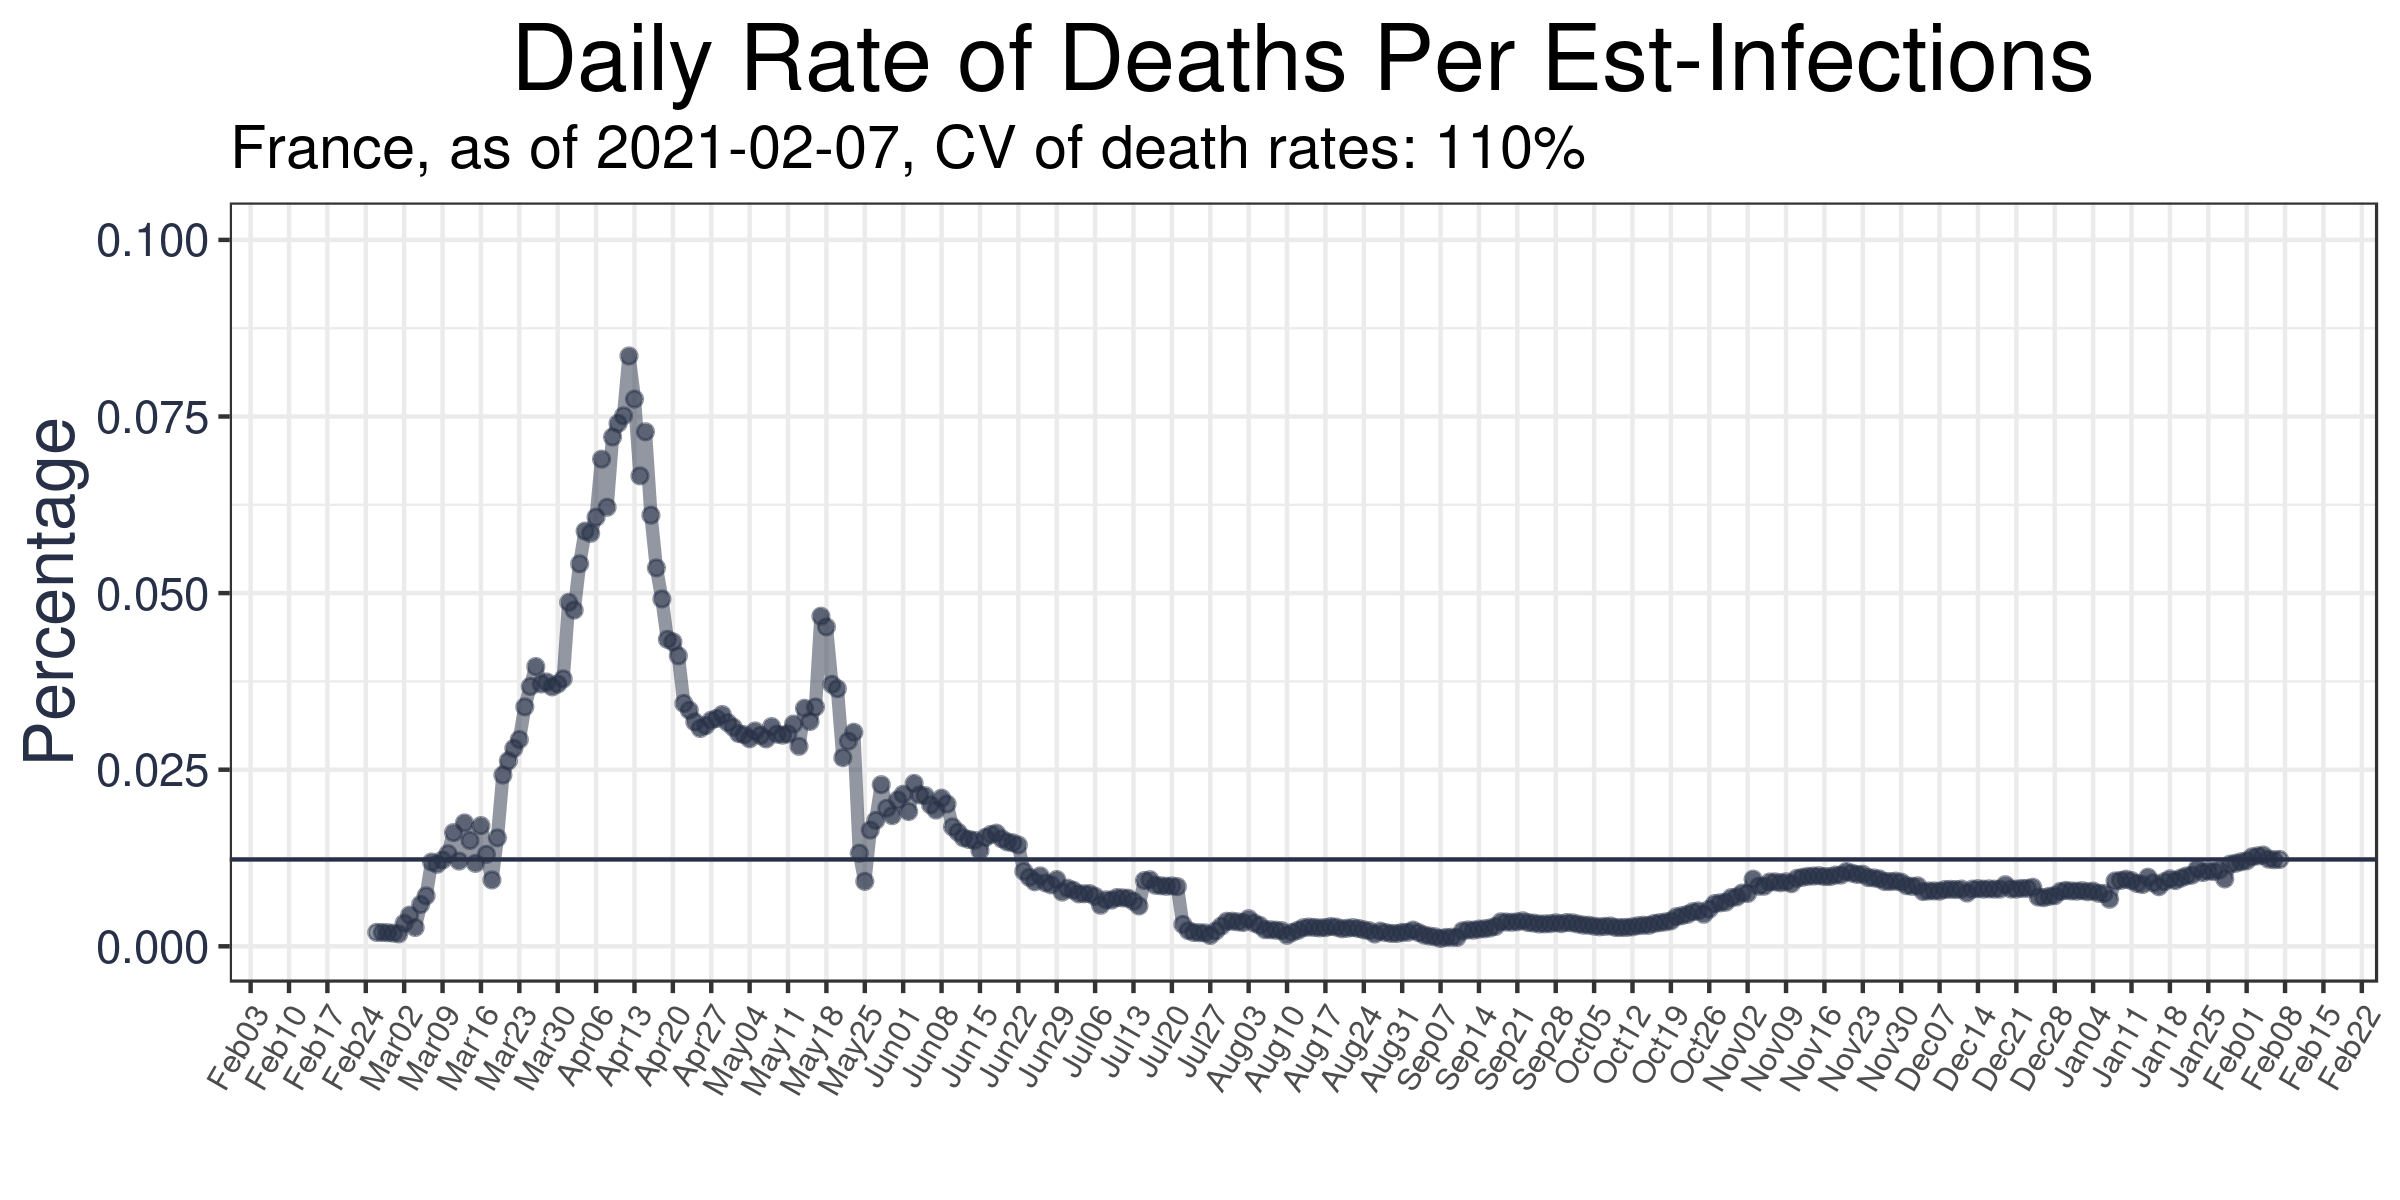 Daily Rate of Deaths Per Est-Infections
France, as of 2021-02-07, CV of death rates: 110%
Percentage
0.100
0.075
0.050
0.025
0.000
Feb03
Feb10
Feb17
Feb24
Mar02
Mar09
Mar16
Mar23
Mar30
Apr06
Apr13
Apr20
Apr27
May04
May11
May18
May25
Jun01
Jun08
Jun15
Jun22
Jun29
Jul06
Jul13
Jul20
Jul27
Aug03
Aug10
Aug17
Aug24
Aug31
Sep07
Sep14
Sep21
Sep28
Oct05
Oct12
Oct19
Oct26
Nov02
Nov09
Nov16
Nov23
Nov30
Dec07
Dec14
Dec21
Dec28
Jan04
Jan11
Jan18
Jan25
Feb01
Feb08
Feb15
Feb22